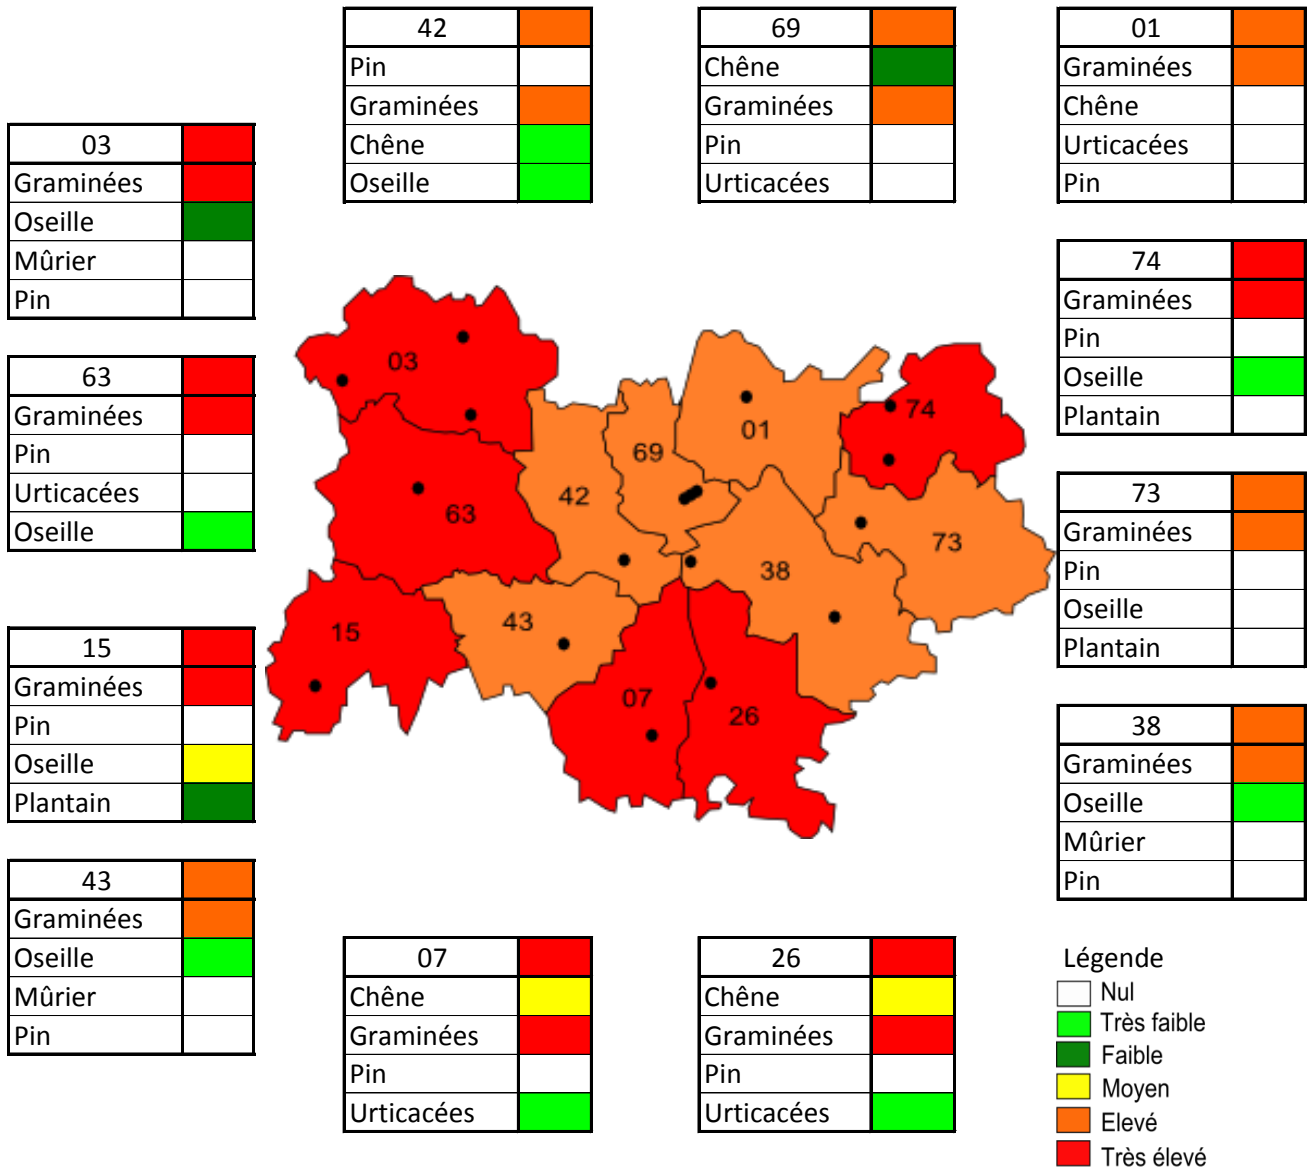 42
Pin
Graminées
Chêne
Oseille
69
Chêne
Graminées
Pin
Urticacées
01
Graminées
Chêne
Urticacées
Pin
03
Graminées
Oseille
Mûrier
Pin
74
Graminées
Pin
Oseille
Plantain
63
Graminées
Pin
Urticacées
Oseille
73
Graminées
Pin
Oseille
Plantain
15
Graminées
Pin
Oseille
Plantain
38
Graminées
Oseille
Mûrier
Pin
43
Graminées
Oseille
Mûrier
Pin
07
Chêne
Graminées
Pin
Urticacées
26
Chêne
Graminées
Pin
Urticacées
03
74
01
69
42
63
73
38
43
15
07
26
Légende
Nul
Très faible
Faible
Moyen
Elevé
Très élevé